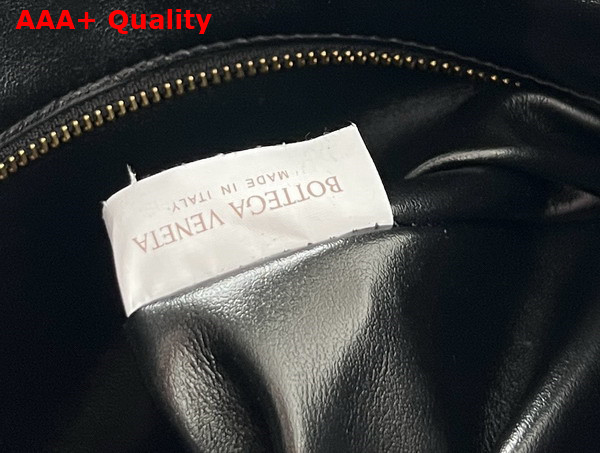 AAA+ Quality
BOTTEGA VENETA
MADE IN ITALY